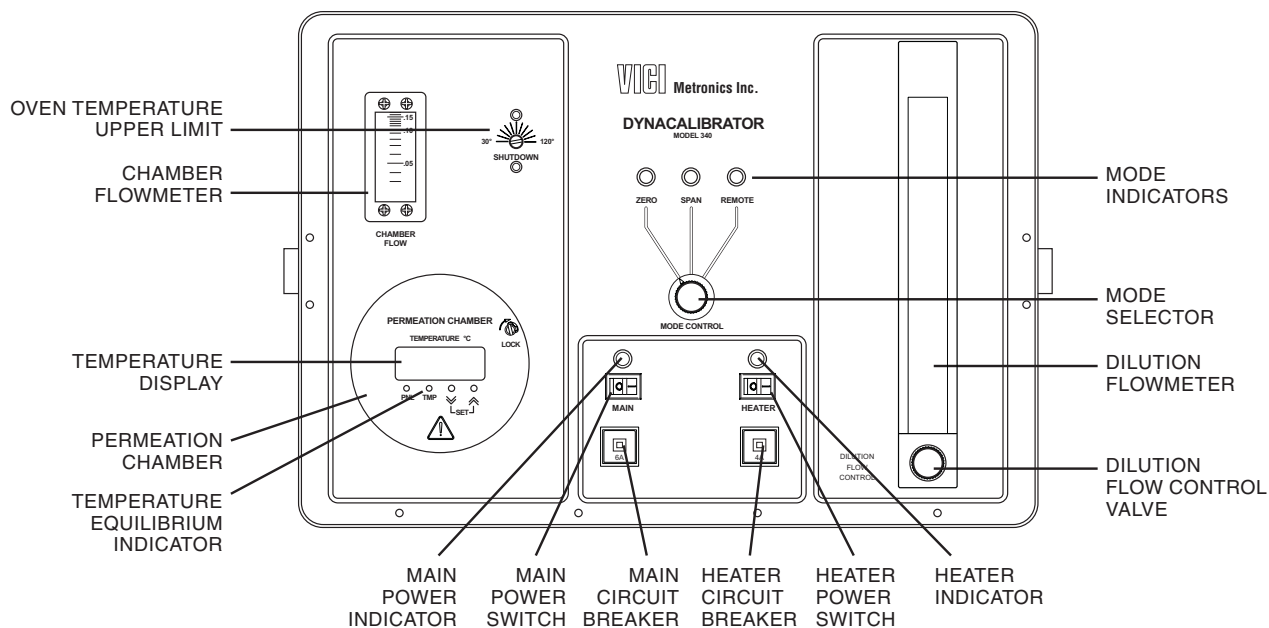 VICI Metronics Inc.
DYNACALIBRATOR
MODEL 340
OVEN TEMPERATURE
UPPER LIMIT
CHAMBER
FLOWMETER
.15
.10
.05
CHAMBER
FLOW
30°
120°
SHUTDOWN
ZERO
SPAN
REMOTE
MODE CONTROL
MODE
INDICATORS
MODE
SELECTOR
PERMEATION CHAMBER
TEMPERATURE °C
LOCK
PNL
TMP
SET
TEMPERATURE
DISPLAY
PERMEATION
CHAMBER
TEMPERATURE
EQUILIBRIUM
INDICATOR
MAIN
HEATER
6A
4A
DILUTION
FLOW
CONTROL
DILUTION
FLOWMETER
DILUTION
FLOW CONTROL
VALVE
MAIN
POWER
INDICATOR
MAIN
POWER
SWITCH
MAIN
CIRCUIT
BREAKER
HEATER
CIRCUIT
BREAKER
HEATER
POWER
SWITCH
HEATER
INDICATOR